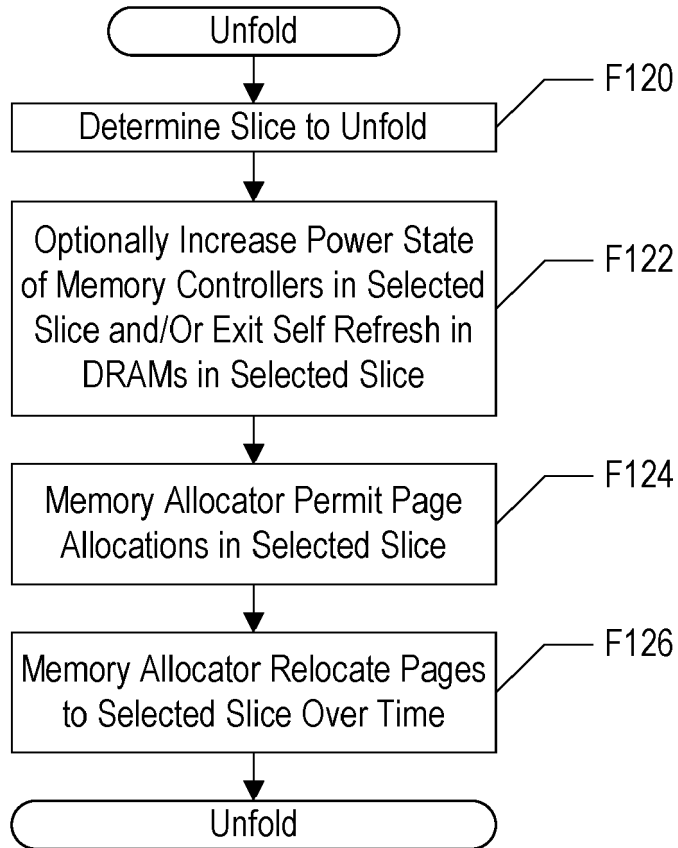 Unfold
F120
Determine Slice to Unfold
Optionally Increase Power State
of Memory Controllers in Selected
Slice and/Or Exit Self Refresh in
DRAMs in Selected Slice
F122
Memory Allocator Permit Page
Allocations in Selected Slice
F124
Memory Allocator Relocate Pages
to Selected Slice Over Time
F126
Unfold